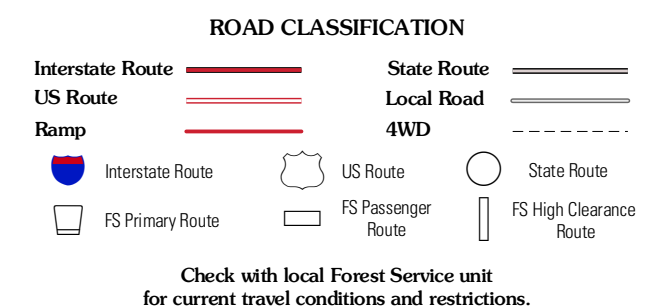 ROAD CLASSIFICATION
Interstate Route
State Route
US Route
Local Road
Ramp
4WD
Interstate Route
US Route
State Route
FS Primary Route
FS Passenger
Route
FS High Clearance
Route
Check with local Forest Service unit
for current travel conditions and restrictions.